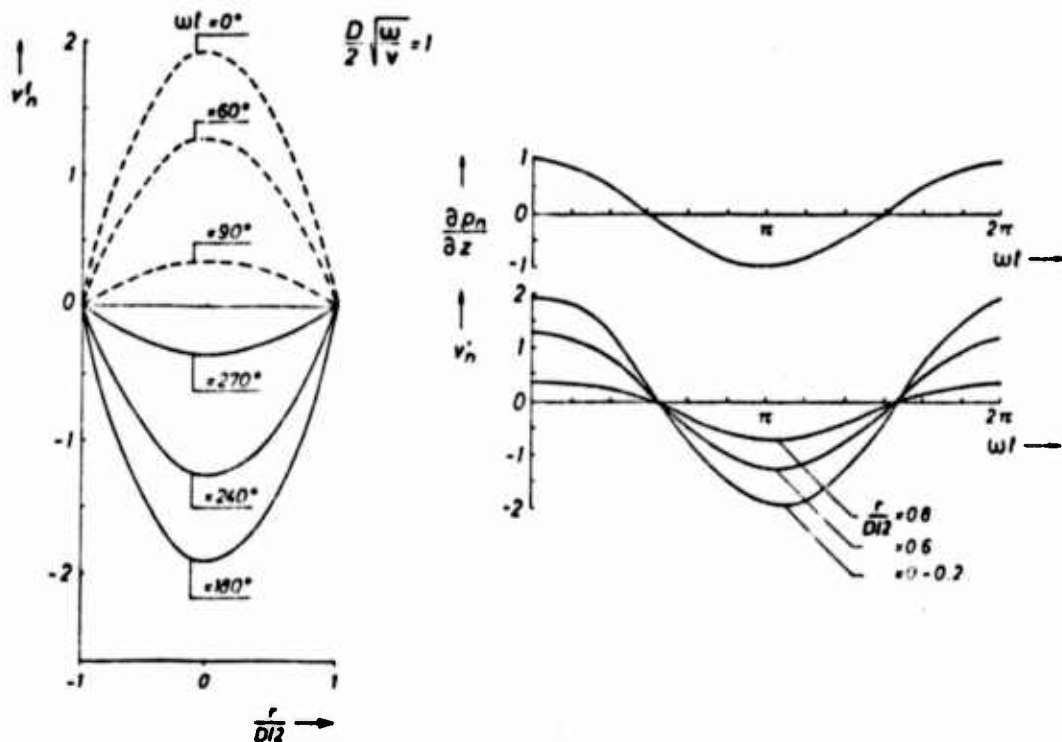 ωt =0°
D/2 √ω/ν = 1
2
v'n
=60°
1
=90°
0
=270°
-1
=240°
-2
=180°
-1 0 1
r/D/2
1
0
-1
∂pn/∂z
π
2π
ωt
2
1
0
-1
-2
v'n
π
2π
ωt
r/D/2 =0.8
=0.6
=0-0.2